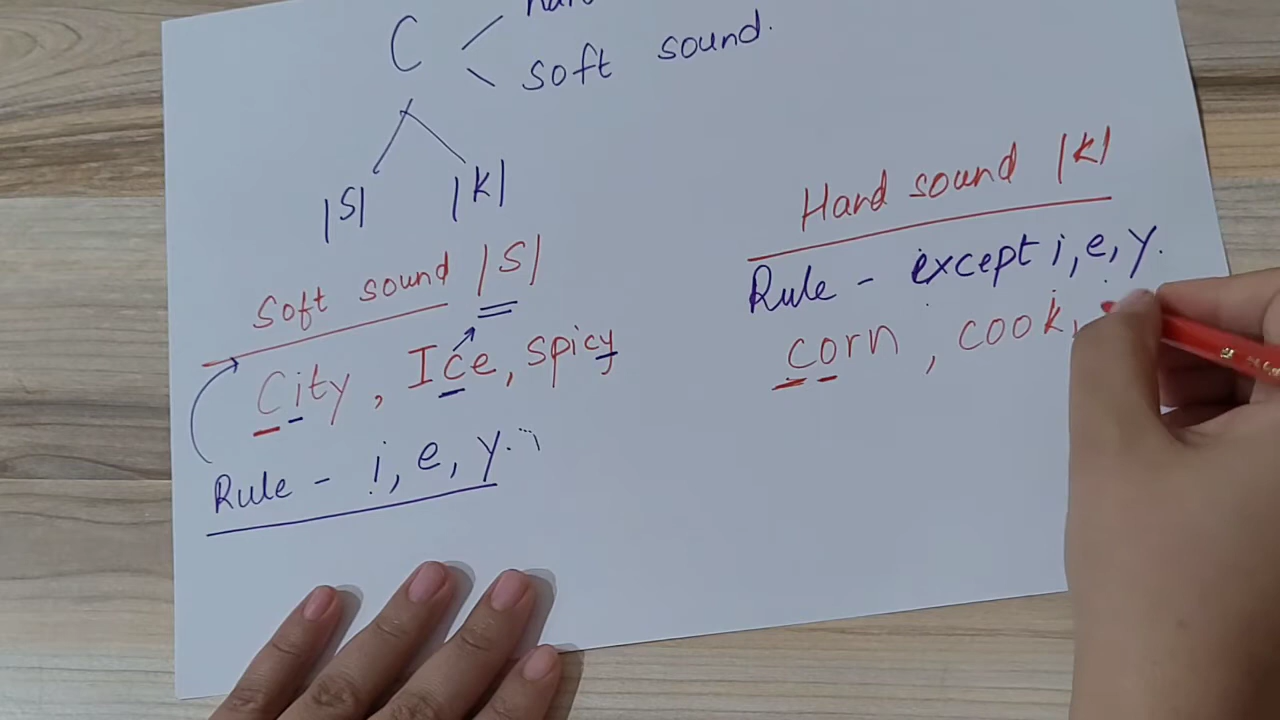 C
soft sound.
|S| |K|
Soft sound |S|
City, Ice, spicy
Rule - i, e, y.
Hard sound |K|
Rule - except i, e, y.
corn, cook,